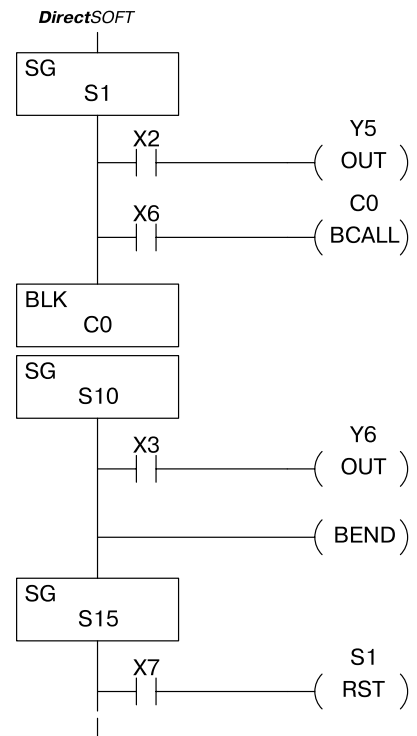 DirectSOFT
SG
S1
X2
Y5
OUT
X6
C0
BCALL
BLK
C0
SG
S10
X3
Y6
OUT
BEND
SG
S15
X7
S1
RST